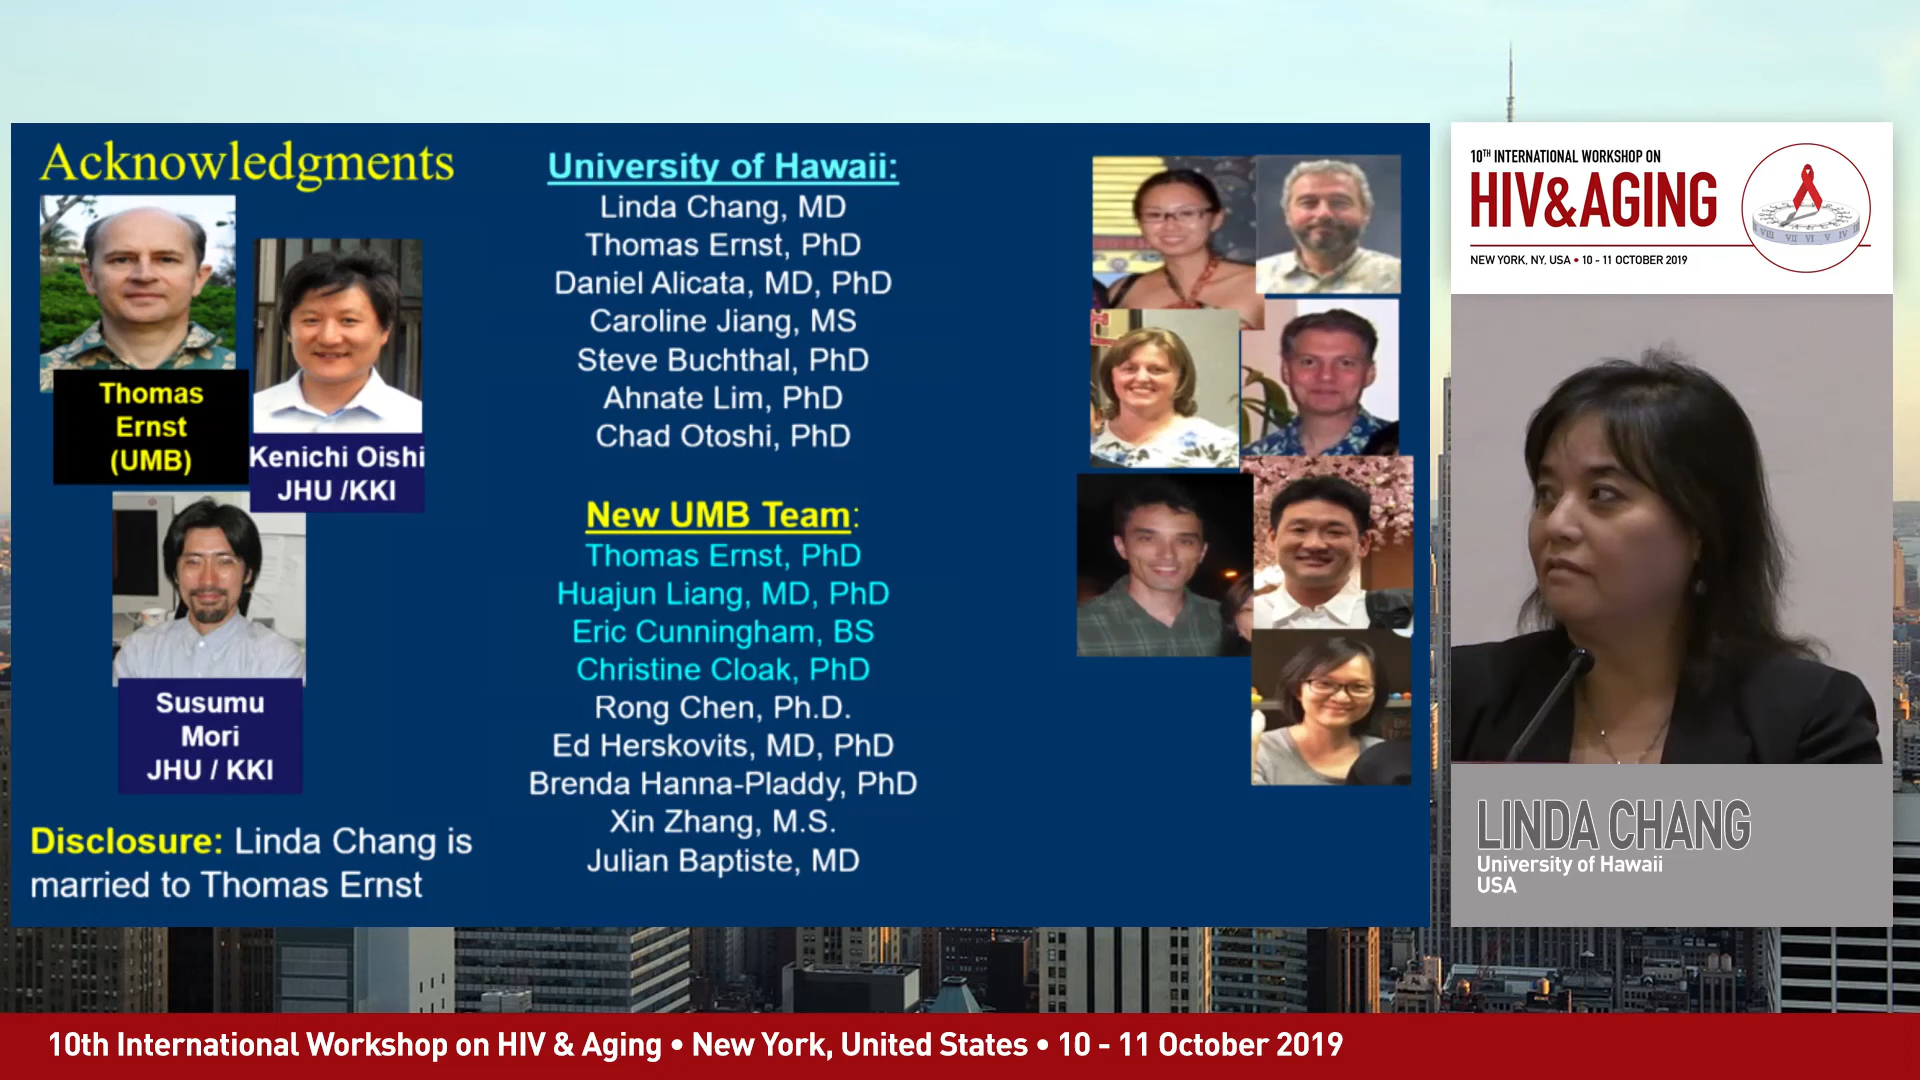 Acknowledgments
Thomas
Ernst
(UMB)
Kenichi Oishi
JHU /KKI
Susumu
Mori
JHU / KKI
Disclosure: Linda Chang is
married to Thomas Ernst
University of Hawaii:
Linda Chang, MD
Thomas Ernst, PhD
Daniel Alicata, MD, PhD
Caroline Jiang, MS
Steve Buchthal, PhD
Ahnate Lim, PhD
Chad Otoshi, PhD
New UMB Team:
Thomas Ernst, PhD
Huajun Liang, MD, PhD
Eric Cunningham, BS
Christine Cloak, PhD
Rong Chen, Ph.D.
Ed Herskovits, MD, PhD
Brenda Hanna-Pladdy, PhD
Xin Zhang, M.S.
Julian Baptiste, MD
10TH INTERNATIONAL WORKSHOP ON
HIV&AGING
NEW YORK, NY, USA • 10 - 11 OCTOBER 2019
VIII VII VI V IV
LINDA CHANG
University of Hawaii
USA
10th International Workshop on HIV & Aging • New York, United States • 10 - 11 October 2019